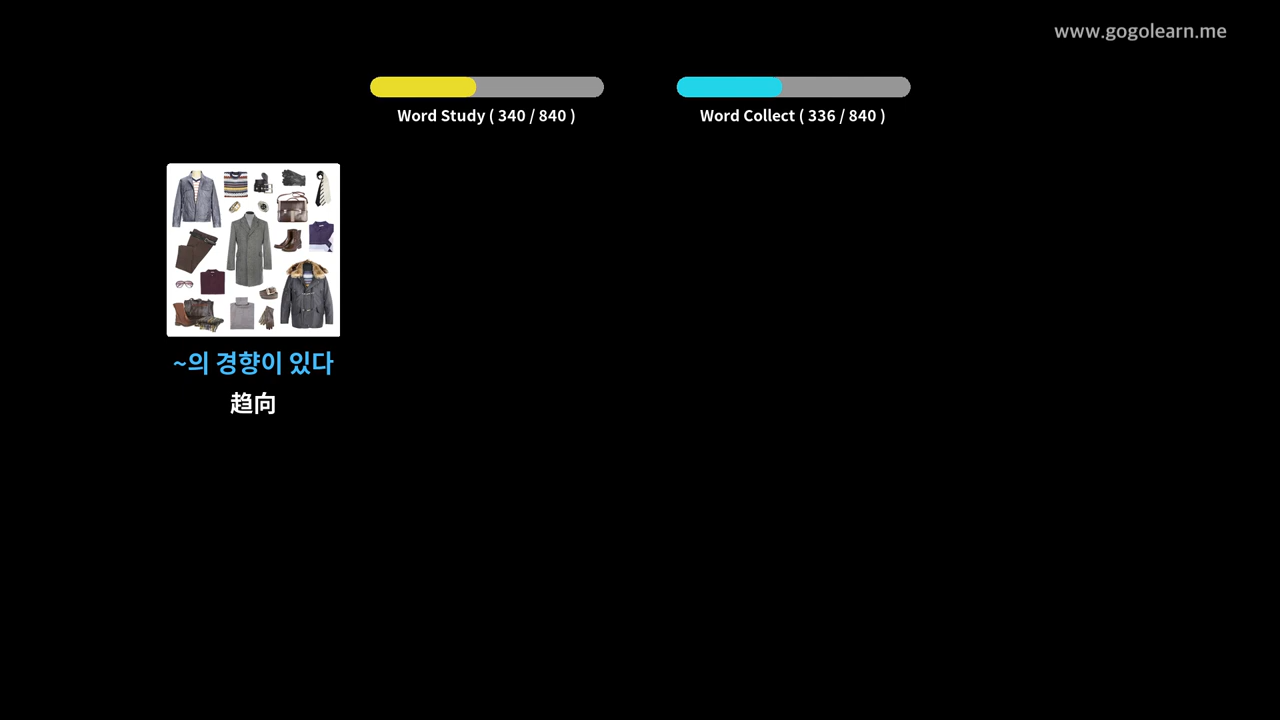 www.gogolearn.me
Word Study ( 340 / 840 )
Word Collect ( 336 / 840 )
~의 경향이 있다
趋向